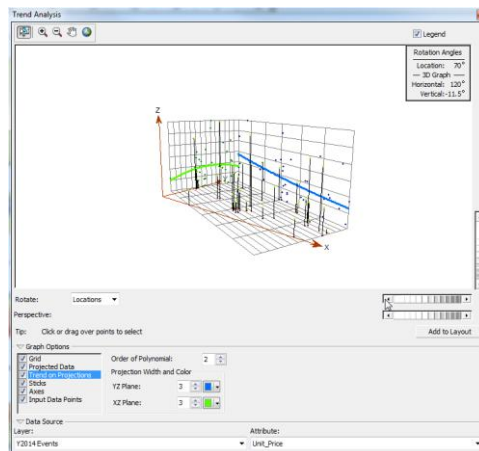 Trend Analysis
Legend
Rotation Angles
Location: 70°
3D Graph
Horizontal: 120°
Vertical:-11.5°
Z
X
Rotate: Locations
Perspective:
Tip: Click or drag over points to select
Add to Layout
Graph Options
Grid
Projected Data
Trend on Projections
Sticks
Axes
Input Data Points
Order of Polynomial: 2
Projection Width and Color
YZ Plane: 3
XZ Plane: 3
Data Source
Layer:
Attribute:
Y2014 Events
Unit_Price